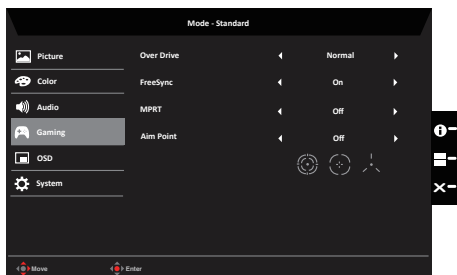 Mode - Standard
Picture
Over Drive Normal
Color
FreeSync On
Audio
MPRT Off
Gaming
Aim Point Off
OSD
System
Move Enter